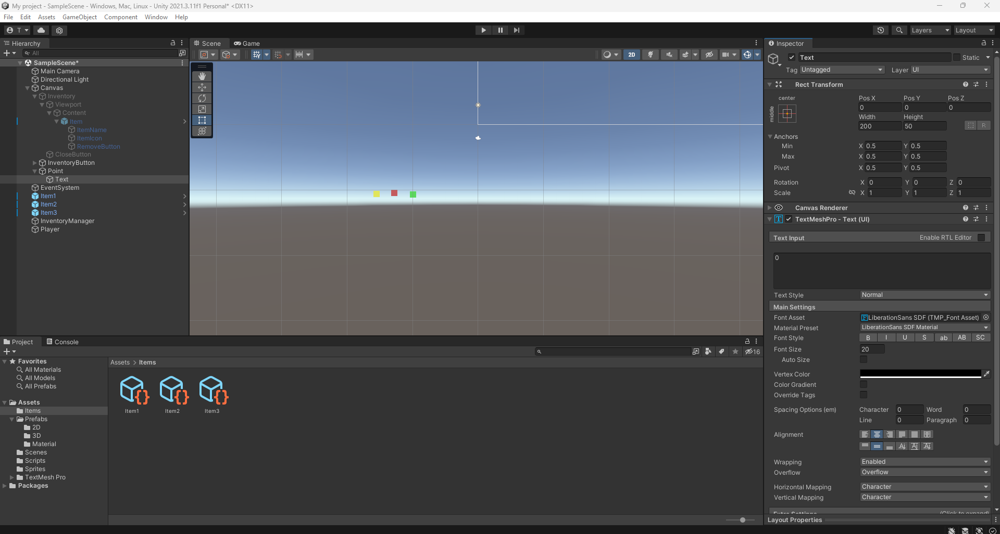 My project - SampleScene - Windows, Mac, Linux - Unity 2021.3.11f1 Personal* <DX11>
File Edit Assets GameObject Component Window Help
T
Layers Layout
Hierarchy
All
SampleScene*
Main Camera
Directional Light
Canvas
Inventory
Viewport
Content
Item
ItemName
ItemIcon
RemoveButton
CloseButton
InventoryButton
Point
Text
EventSystem
Item1
Item2
Item3
InventoryManager
Player
Scene Game
2D
Inspector
Text Static
Tag Untagged Layer UI
Rect Transform
center
middle
Pos X Pos Y Pos Z
0 0 0
Width Height
200 50
R
Anchors
Min X 0.5 Y 0.5
Max X 0.5 Y 0.5
Pivot X 0.5 Y 0.5
Rotation X 0 Y 0 Z 0
Scale X 1 Y 1 Z 1
Canvas Renderer
TextMeshPro - Text (UI)
Text Input Enable RTL Editor
0
Text Style Normal
Main Settings
Font Asset LiberationSans SDF (TMP_Font Asset)
Material Preset LiberationSans SDF Material
Font Style B I U S ab AB SC
Font Size 20
Auto Size
Vertex Color
Color Gradient
Override Tags
Spacing Options (em) Character 0 Word 0
Line 0 Paragraph 0
Alignment
Wrapping Enabled
Overflow Overflow
Horizontal Mapping Character
Vertical Mapping Character
Extra Settings (Click to expand)
Layout Properties
Project Console
16
Favorites
All Materials
All Models
All Prefabs
Assets
Items
Prefabs
2D
3D
Material
Scenes
Scripts
Sprites
TextMesh Pro
Packages
Assets > Items
Item1 Item2 Item3